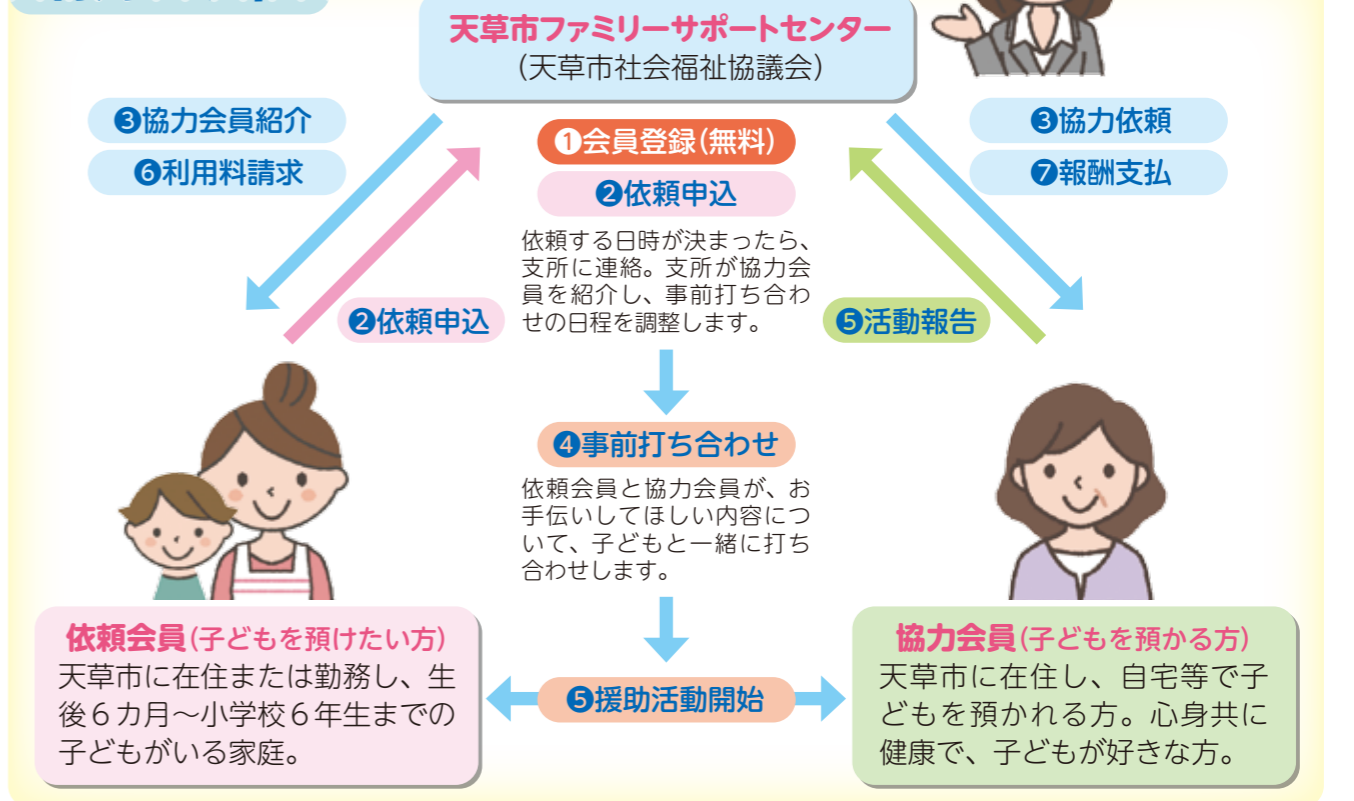 天草市ファミリーサポートセンター
（天草市社会福祉協議会）
❸協力会員紹介
❻利用料請求
❶会員登録（無料）
❷依頼申込
依頼する日時が決まったら、
支所に連絡。支所が協力会
員を紹介し、事前打ち合わ
せの日程を調整します。
❸協力依頼
❼報酬支払
❷依頼申込
❺活動報告
❹事前打ち合わせ
依頼会員と協力会員が、お
手伝いしてほしい内容につ
いて、子どもと一緒に打ち
合わせします。
❺援助活動開始
依頼会員（子どもを預けたい方）
天草市に在住または勤務し、生
後６カ月～小学校６年生までの
子どもがいる家庭。
協力会員（子どもを預かる方）
天草市に在住し、自宅等で子
どもを預かれる方。心身共に
健康で、子どもが好きな方。